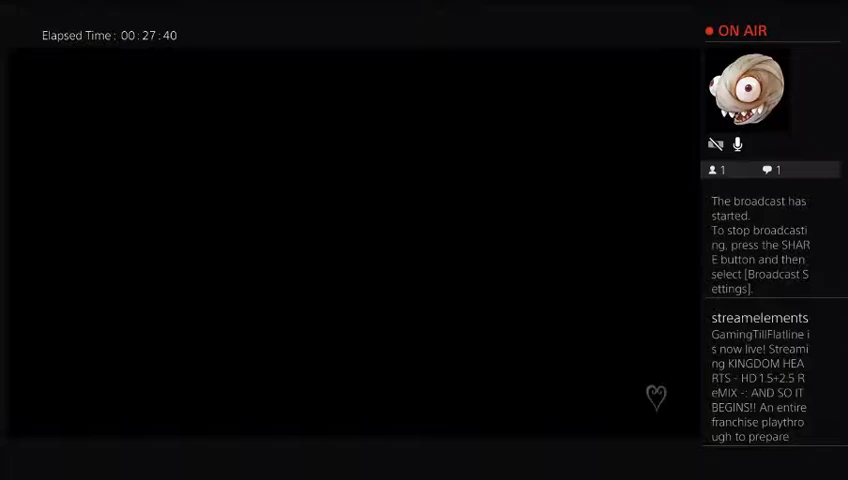 Elapsed Time: 00:27:40
ON AIR
1 1
The broadcast has
started.
To stop broadcasti
ng, press the SHAR
E button and then
select [Broadcast S
ettings].
streamelements
GamingTillFlatline i
s now live! Streami
ng KINGDOM HEA
RTS - HD 1.5+2.5 R
eMIX -: AND SO IT
BEGINS!! An entire
franchise playthro
ugh to prepare